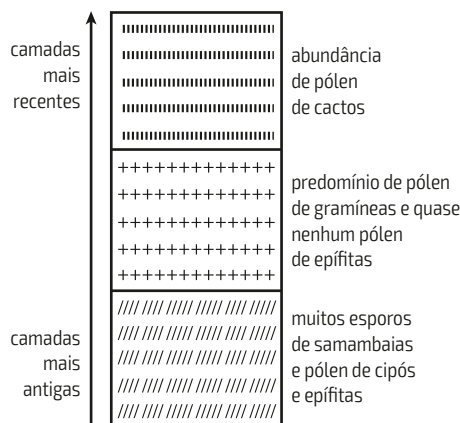 camadas
mais
recentes
abundância
de pólen
de cactos
predomínio de pólen
de gramíneas e quase
nenhum pólen
de epífitas
camadas
mais
antigas
muitos esporos
de samambaias
e pólen de cipós
e epífitas